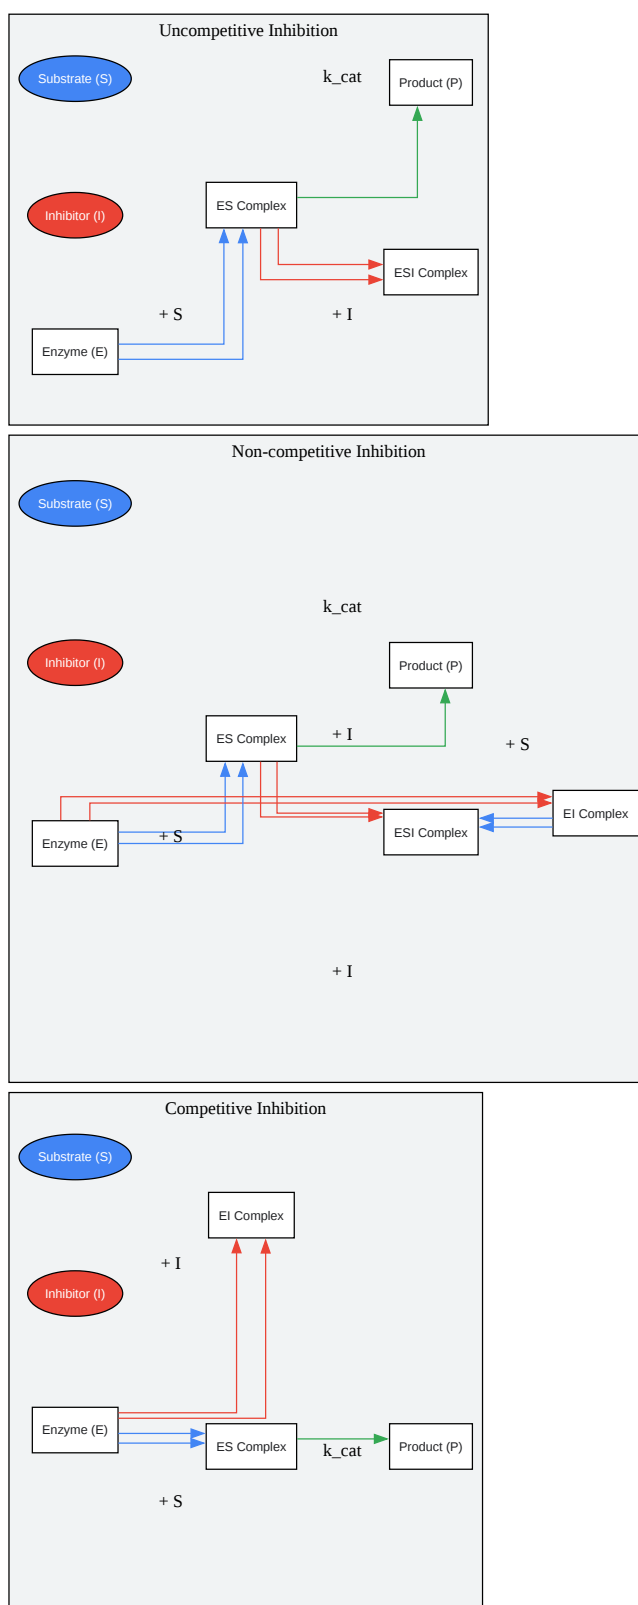 Uncompetitive Inhibition
Substrate (S)
k_cat
Product (P)
ES Complex
Inhibitor (I)
ESI Complex
+ S
+ I
Enzyme (E)
Non-competitive Inhibition
Substrate (S)
k_cat
Inhibitor (I)
Product (P)
ES Complex
+ I
+ S
EI Complex
+ S
ESI Complex
Enzyme (E)
+ I
Competitive Inhibition
Substrate (S)
EI Complex
+ I
Inhibitor (I)
Enzyme (E)
ES Complex
k_cat
Product (P)
+ S